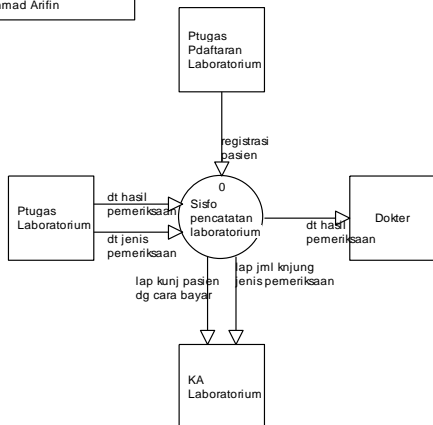 Arifin
Ptugas
Pdaftaran
Laboratorium
registrasi
pasien
0
Sisfo
pencatatan
laboratorium
Ptugas
Laboratorium
dt hasil
pemeriksaan
dt jenis
pemeriksaan
dt hasil
pemeriksaan
Dokter
lap kunj pasien
dg cara bayar
lap jml knjung
jenis pemeriksaan
KA
Laboratorium